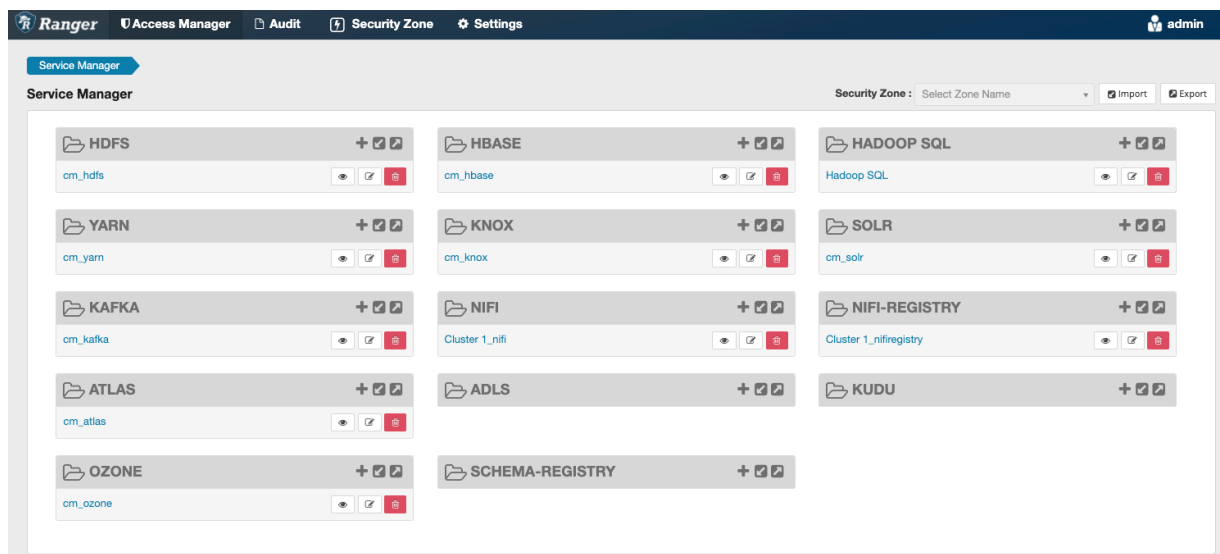 Ranger Access Manager Audit Security Zone Settings admin
Service Manager
Service Manager Security Zone : Select Zone Name Import Export
HDFS HBASE HADOOP SQL
cm_hdfs cm_hbase Hadoop SQL
YARN KNOX SOLR
cm_yarn cm_knox cm_solr
KAFKA NIFI NIFI-REGISTRY
cm_kafka Cluster 1_nifi Cluster 1_nifiregistry
ATLAS ADLS KUDU
cm_atlas
OZONE SCHEMA-REGISTRY
cm_ozone